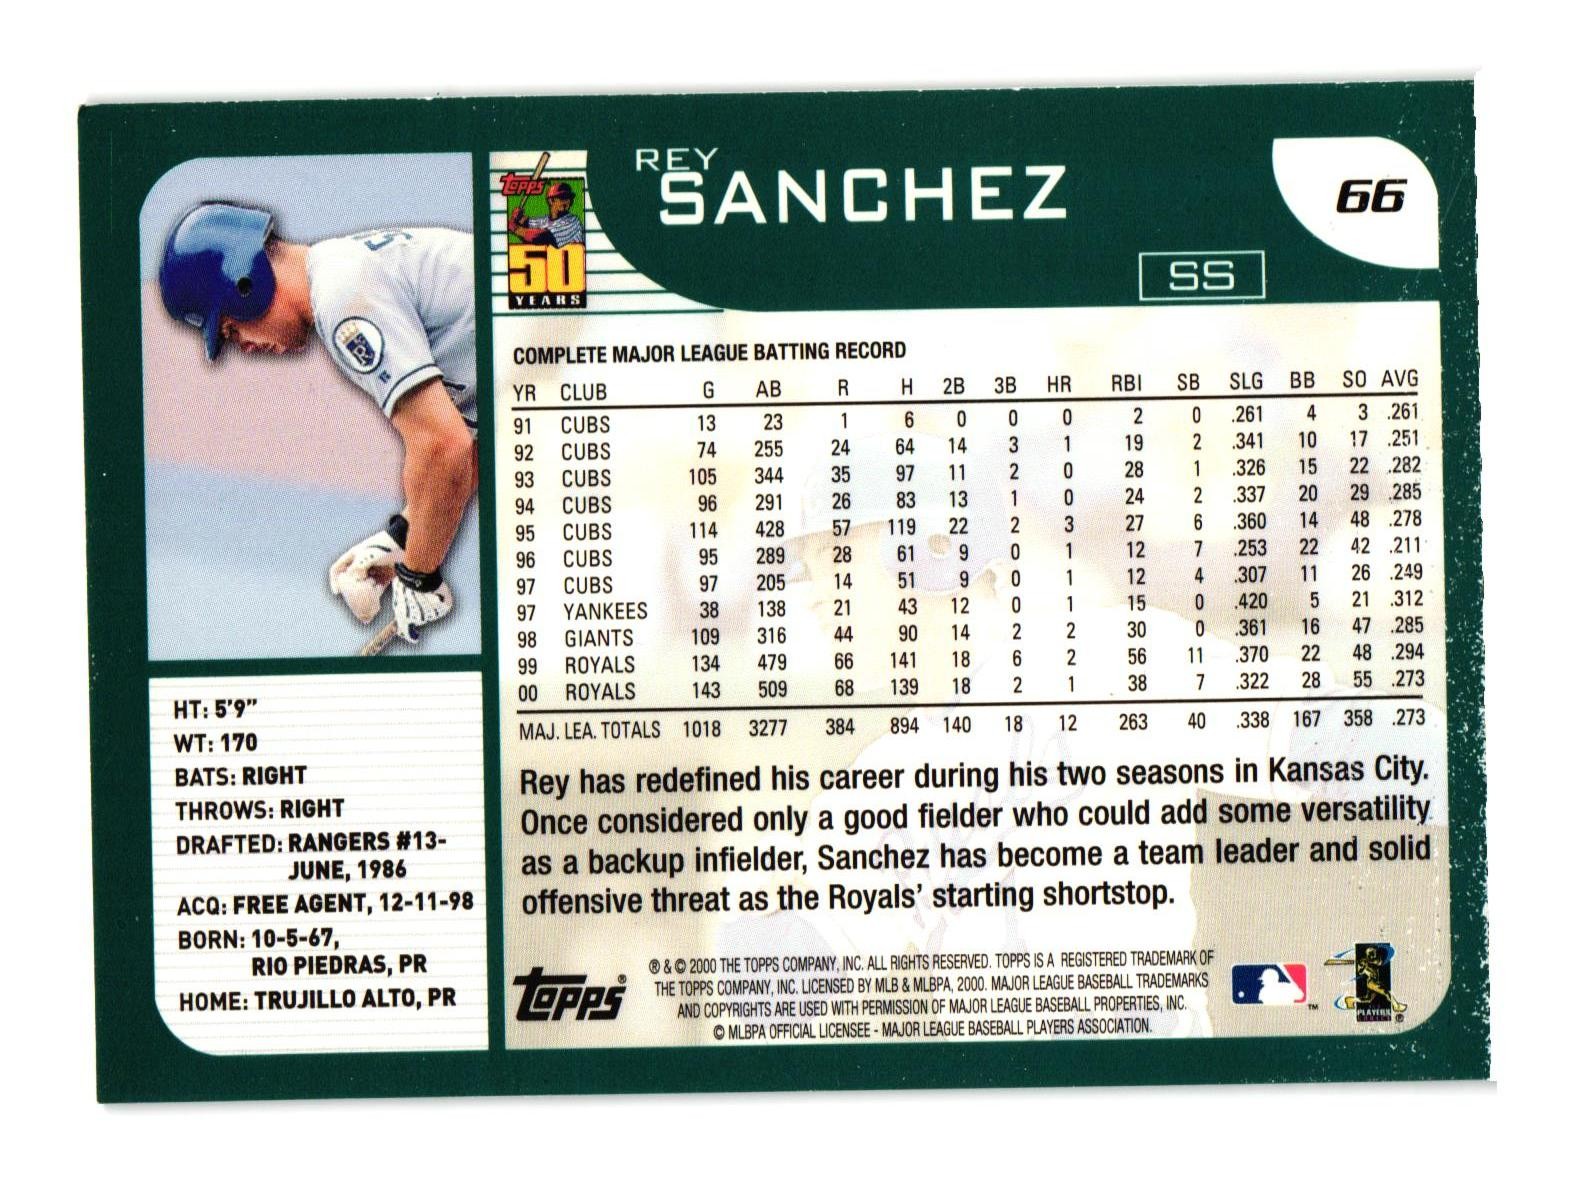 REY
SANCHEZ
66
SS
Topps
50
YEARS
COMPLETE MAJOR LEAGUE BATTING RECORD
YR CLUB G AB R H 2B 3B HR RBI SB SLG BB SO AVG
91 CUBS 13 23 1 6 0 0 0 2 0 .261 4 3 .261
92 CUBS 74 255 24 64 14 3 1 19 2 .341 10 17 .251
93 CUBS 105 344 35 97 11 2 0 28 1 .326 15 22 .282
94 CUBS 96 291 26 83 13 1 0 24 2 .337 20 29 .285
95 CUBS 114 428 57 119 22 2 3 27 6 .360 14 48 .278
96 CUBS 95 289 28 61 9 0 1 12 7 .253 22 42 .211
97 CUBS 97 205 14 51 9 0 1 12 4 .307 11 26 .249
97 YANKEES 38 138 21 43 12 0 1 15 0 .420 5 21 .312
98 GIANTS 109 316 44 90 14 2 2 30 0 .361 16 47 .285
99 ROYALS 134 479 66 141 18 6 2 56 11 .370 22 48 .294
00 ROYALS 143 509 68 139 18 2 1 38 7 .322 28 55 .273
MAJ. LEA. TOTALS 1018 3277 384 894 140 18 12 263 40 .338 167 358 .273
HT: 5'9"
WT: 170
BATS: RIGHT
THROWS: RIGHT
DRAFTED: RANGERS #13-
JUNE, 1986
ACQ: FREE AGENT, 12-11-98
BORN: 10-5-67,
RIO PIEDRAS, PR
HOME: TRUJILLO ALTO, PR
Rey has redefined his career during his two seasons in Kansas City.
Once considered only a good fielder who could add some versatility
as a backup infielder, Sanchez has become a team leader and solid
offensive threat as the Royals' starting shortstop.
Topps®
® & © 2000 THE TOPPS COMPANY, INC. ALL RIGHTS RESERVED. TOPPS IS A REGISTERED TRADEMARK OF
THE TOPPS COMPANY, INC. LICENSED BY MLB & MLBPA, 2000. MAJOR LEAGUE BASEBALL TRADEMARKS
AND COPYRIGHTS ARE USED WITH PERMISSION OF MAJOR LEAGUE BASEBALL PROPERTIES, INC.
© MLBPA OFFICIAL LICENSEE - MAJOR LEAGUE BASEBALL PLAYERS ASSOCIATION.
TM
PLAYERS
®